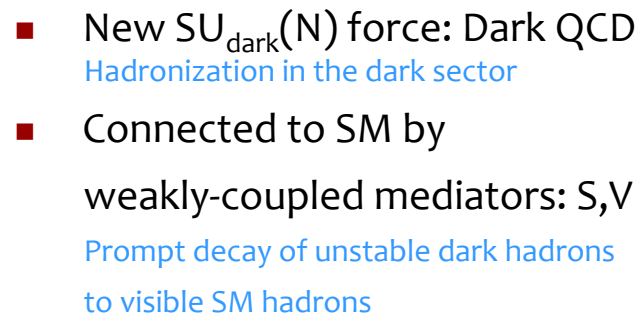 New SU_dark(N) force: Dark QCD
Hadronization in the dark sector
Connected to SM by
weakly-coupled mediators: S,V
Prompt decay of unstable dark hadrons
to visible SM hadrons